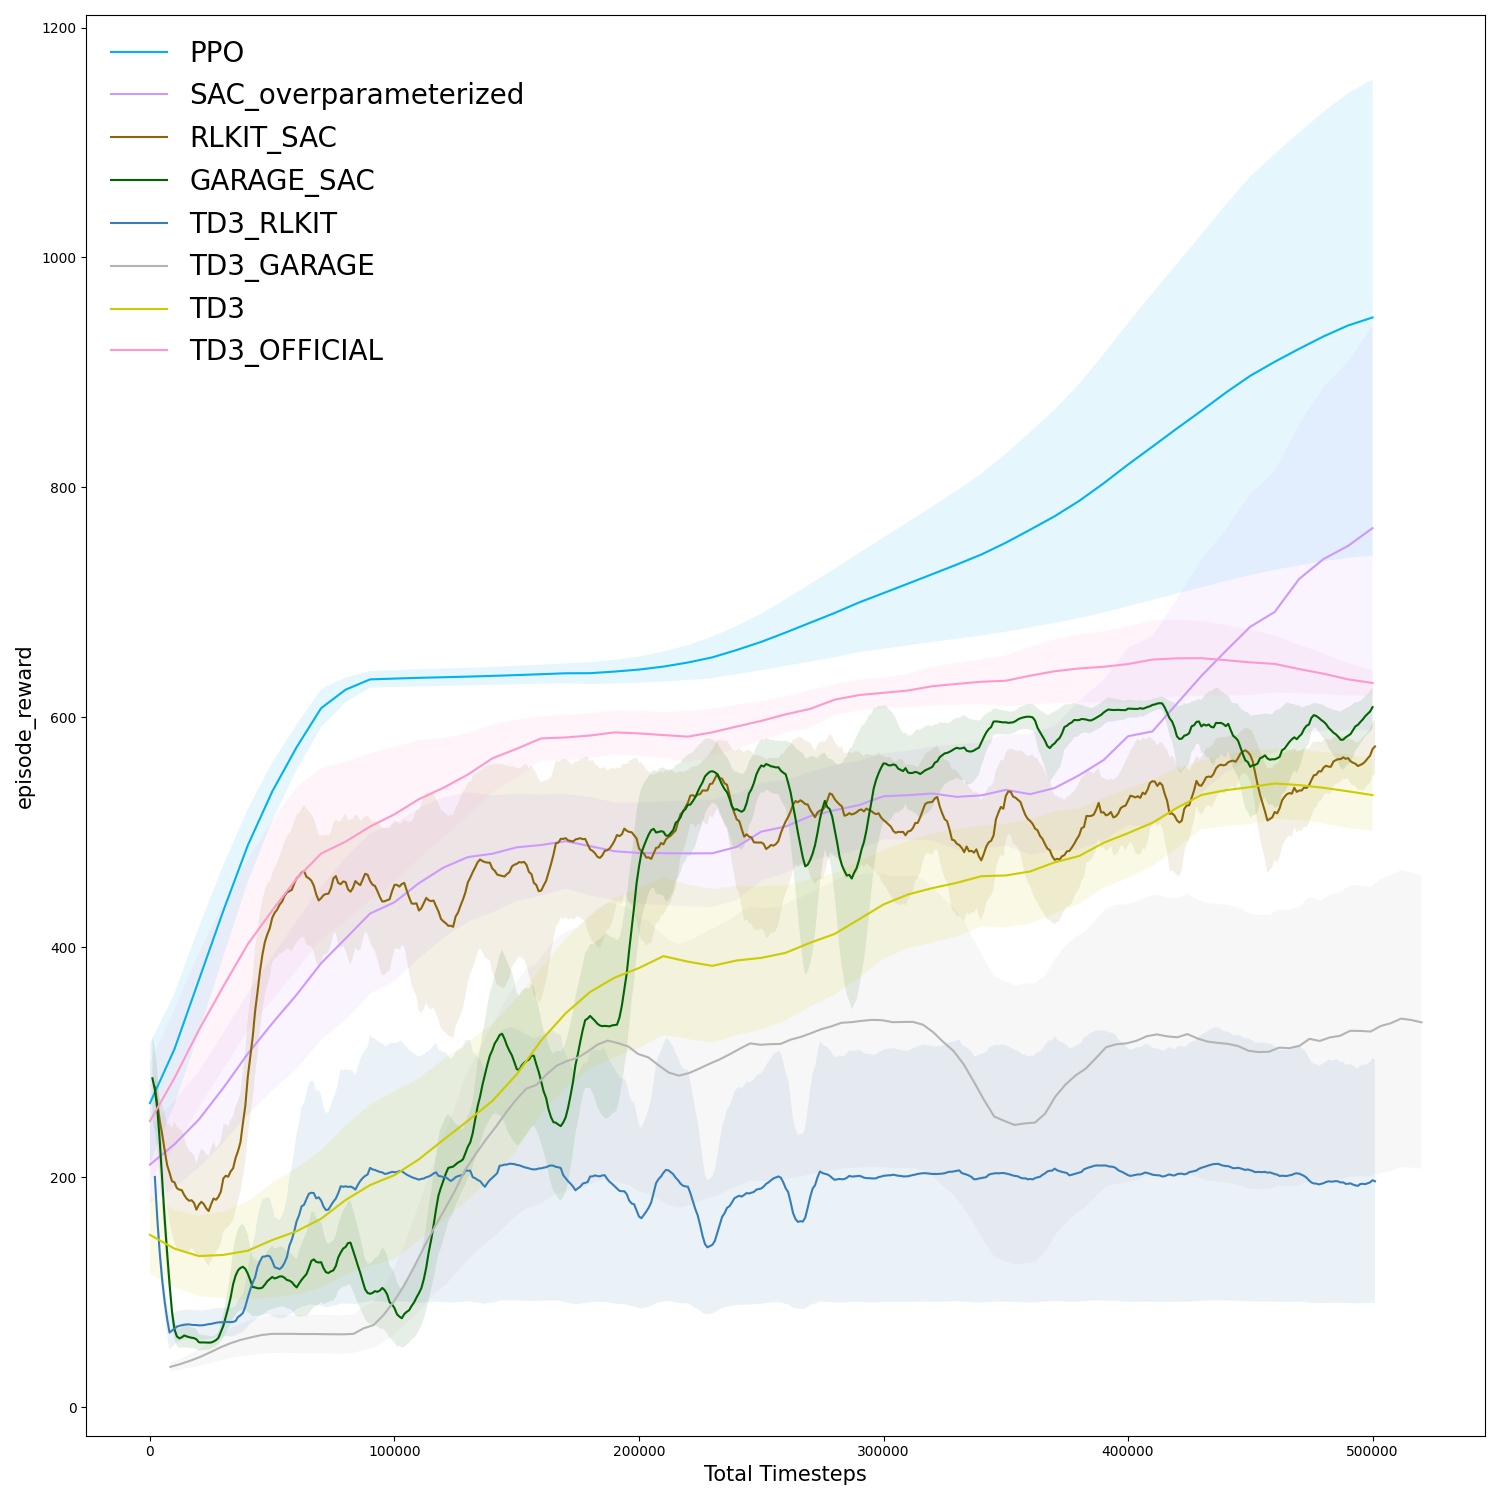 PPO
SAC_overparameterized
RLKIT_SAC
GARAGE_SAC
TD3_RLKIT
TD3_GARAGE
TD3
TD3_OFFICIAL
1200
1000
800
600
400
200
0
episode_reward
0 100000 200000 300000 400000 500000
Total Timesteps